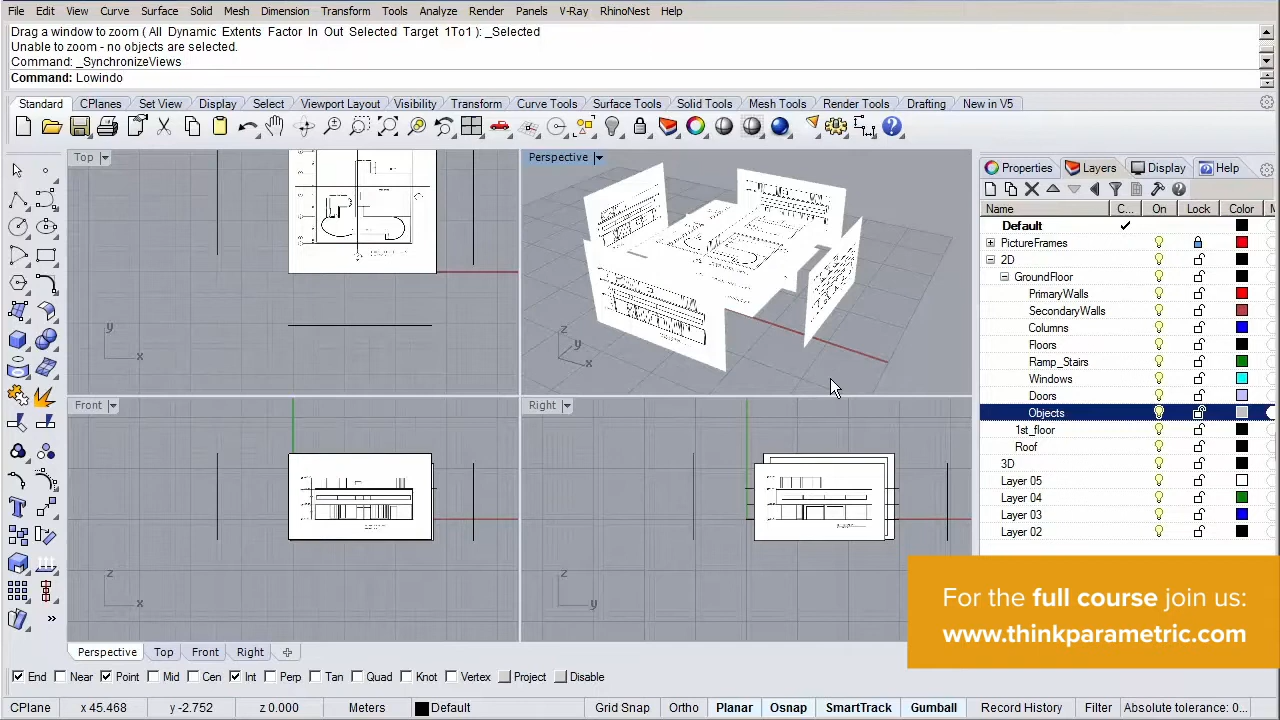 File Edit View Curve Surface Solid Mesh Dimension Transform Tools Analyze Render Panels V-Ray RhinoNest Help
Drag a window to zoom ( All Dynamic Extents Factor In Out Selected Target 1To1 ): _Selected
Unable to zoom - no objects are selected.
Command: _SynchronizeViews
Command: Lowindo
Standard CPlanes Set View Display Select Viewport Layout Visibility Transform Curve Tools Surface Tools Solid Tools Mesh Tools Render Tools Drafting New in V5
Top
Perspective
Properties Layers Display Help
Name C... On Lock Color M
Default
PictureFrames
2D
GroundFloor
PrimaryWalls
SecondaryWalls
Columns
Floors
Ramp_Stairs
Windows
Doors
Objects
1st_floor
Roof
3D
Layer 05
Layer 04
Layer 03
Layer 02
y
x
z
y
x
Front
Right
z
x
z
y
For the full course join us:
www.thinkparametric.com
Perspective Top Front Right
End Near Point Mid Cen Int Perp Tan Quad Knot Vertex Project Disable
CPlane x 45.468 y -2.752 z 0.000 Meters Default Grid Snap Ortho Planar Osnap SmartTrack Gumball Record History Filter Absolute tolerance: 0...